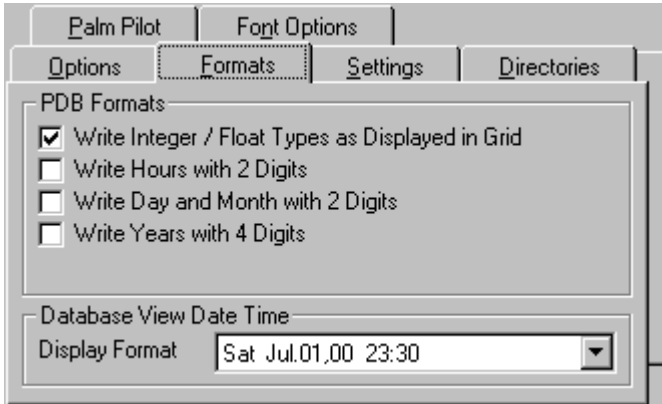 Palm Pilot Font Options
Options Formats Settings Directories
PDB Formats
Write Integer / Float Types as Displayed in Grid
Write Hours with 2 Digits
Write Day and Month with 2 Digits
Write Years with 4 Digits
Database View Date Time
Display Format Sat Jul.01,00 23:30